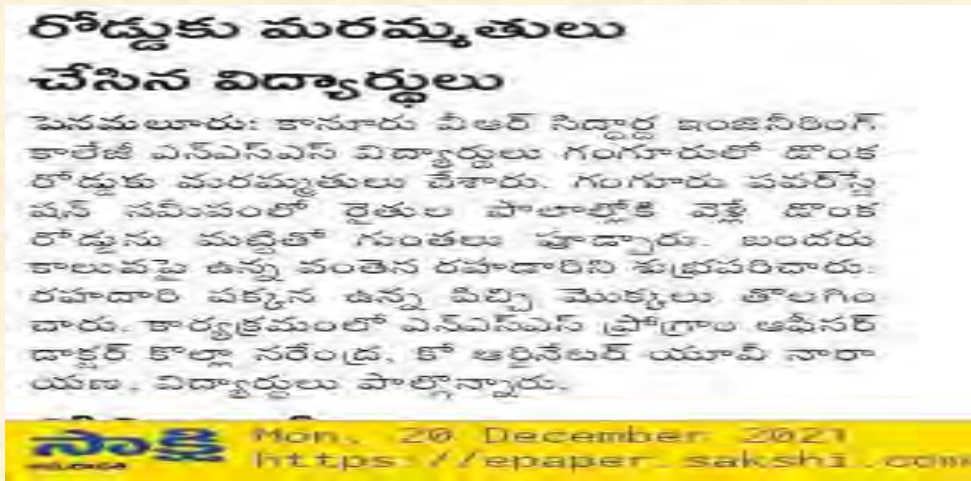 రోడ్డుకు మరమ్మతులు
చేసిన విద్యార్థులు
పెనమలూరు: కానూరు వీఆర్ సిద్ధార్థ ఇంజినీరింగ్
కాలేజీ ఎన్ఎస్ఎస్ విద్యార్థులు గంగూరులో డొంక
రోడ్డుకు మరమ్మతులు చేశారు. గంగూరు పవర్‌స్టే
షన్ సమీపంలో రైతుల పొలాల్లోకి వెళ్లే డొంక
రోడ్డును మట్టితో గుంతలు పూడ్చారు. బందరు
కాలువపై ఉన్న వంతెన రహదారిని శుభ్రపరిచారు.
రహదారి పక్కన ఉన్న పిచ్చి మొక్కలు తొలగిం
చారు. కార్యక్రమంలో ఎన్ఎస్ఎస్ ప్రోగ్రాం ఆఫీసర్
డాక్టర్ కొల్లా నరేంద్ర, కో ఆర్డినేటర్ యూవీ నారా
యణ, విద్యార్థులు పాల్గొన్నారు.
సాక్షి Mon, 20 December 2021
https://epaper.sakshi.com